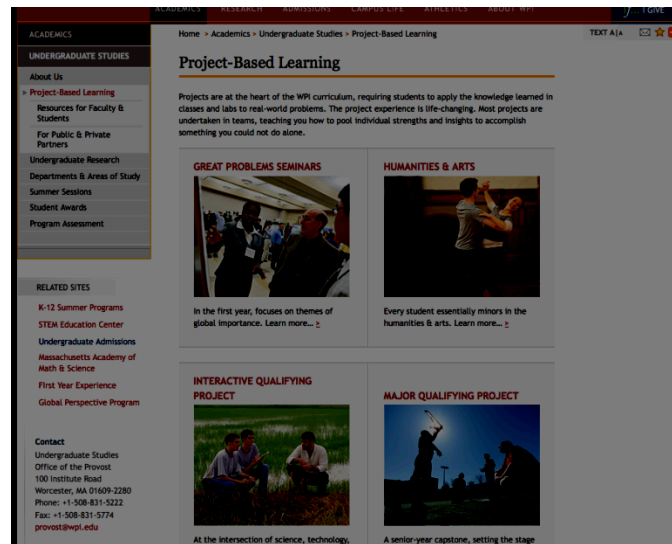 ACADEMICS RESEARCH ADMISSIONS CAMPUS LIFE ATHLETICS ABOUT WPI I GIVE
ACADEMICS
UNDERGRADUATE STUDIES
About Us
Project-Based Learning
Resources for Faculty &
Students
For Public & Private
Partners
Undergraduate Research
Departments & Areas of Study
Summer Sessions
Student Awards
Program Assessment
RELATED SITES
K-12 Summer Programs
STEM Education Center
Undergraduate Admissions
Massachusetts Academy of
Math & Science
First Year Experience
Global Perspective Program
Contact
Undergraduate Studies
Office of the Provost
100 Institute Road
Worcester, MA 01609-2280
Phone: +1-508-831-5222
Fax: +1-508-831-5774
provost@wpi.edu
Home > Academics > Undergraduate Studies > Project-Based Learning
TEXT A|A
Project-Based Learning
Projects are at the heart of the WPI curriculum, requiring students to apply the knowledge learned in
classes and labs to real-world problems. The project experience is life-changing. Most projects are
undertaken in teams, teaching you how to pool individual strengths and insights to accomplish
something you could not do alone.
GREAT PROBLEMS SEMINARS
In the first year, focuses on themes of
global importance. Learn more... >
HUMANITIES & ARTS
Every student essentially minors in the
humanities & arts. Learn more... >
INTERACTIVE QUALIFYING
PROJECT
At the intersection of science, technology,
MAJOR QUALIFYING PROJECT
A senior-year capstone, setting the stage